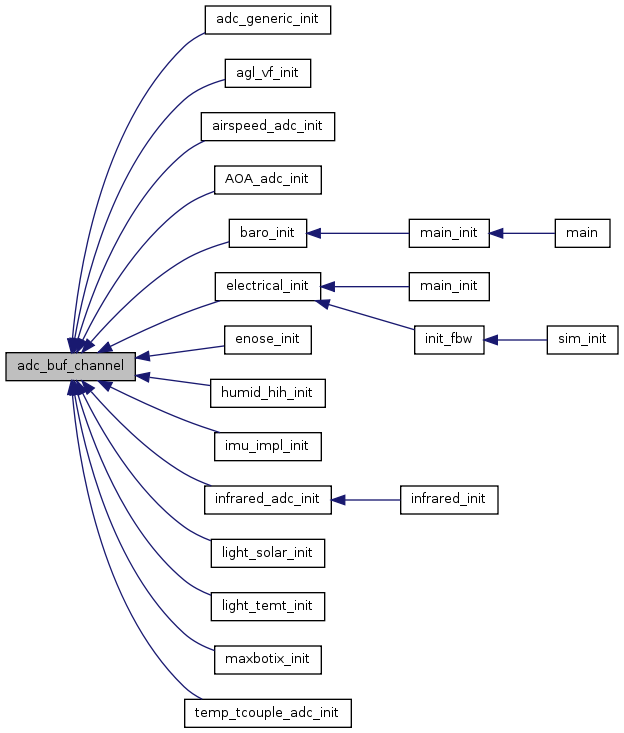 adc_generic_init
agl_vf_init
airspeed_adc_init
AOA_adc_init
baro_init
main_init
main
electrical_init
main_init
enose_init
init_fbw
sim_init
adc_buf_channel
humid_hih_init
imu_impl_init
infrared_adc_init
infrared_init
light_solar_init
light_temt_init
maxbotix_init
temp_tcouple_adc_init